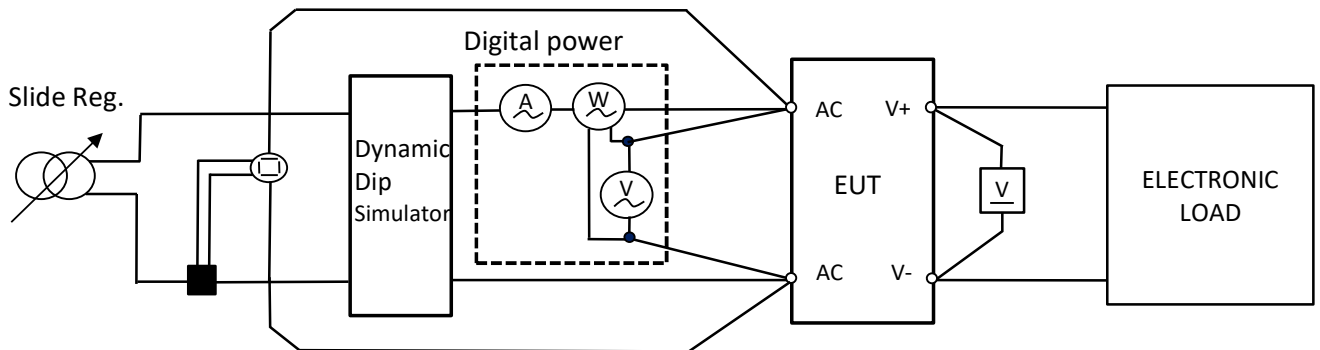 Digital power
Slide Reg.
A
W
Dynamic
Dip
Simulator
V
AC
V+
EUT
AC
V-
V
ELECTRONIC
LOAD